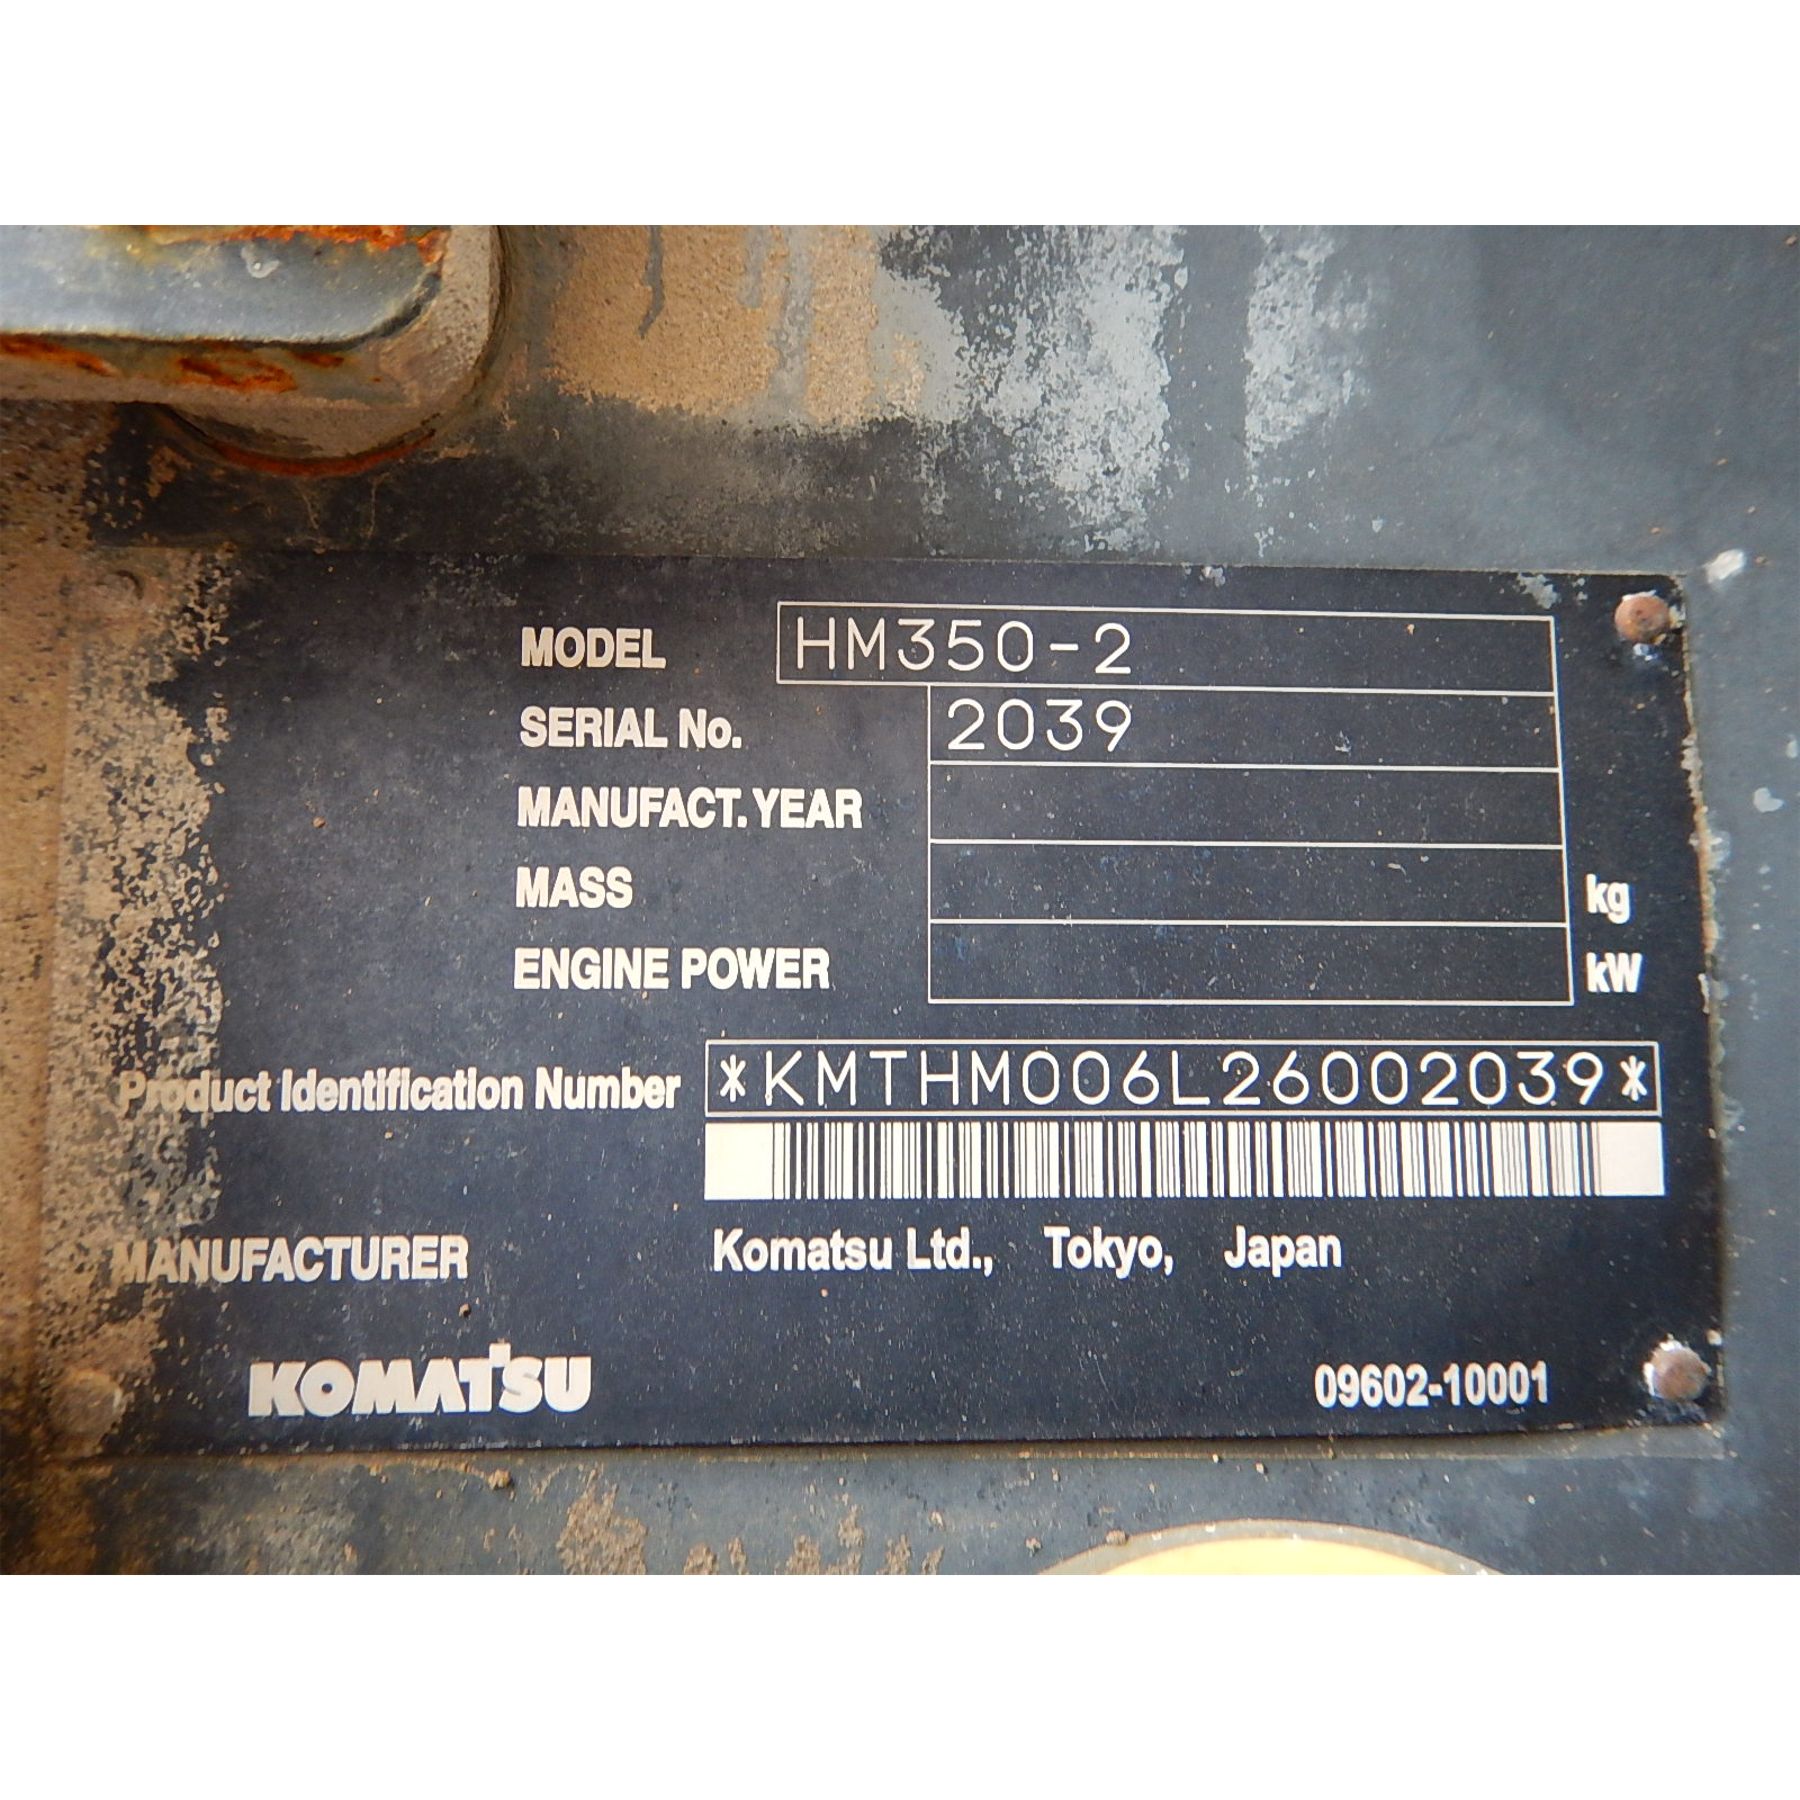 MODEL HM350-2
SERIAL No. 2039
MANUFACT. YEAR
MASS kg
ENGINE POWER kW
Product Identification Number *KMTHM006L26002039*
MANUFACTURER Komatsu Ltd., Tokyo, Japan
KOMATSU 09602-10001